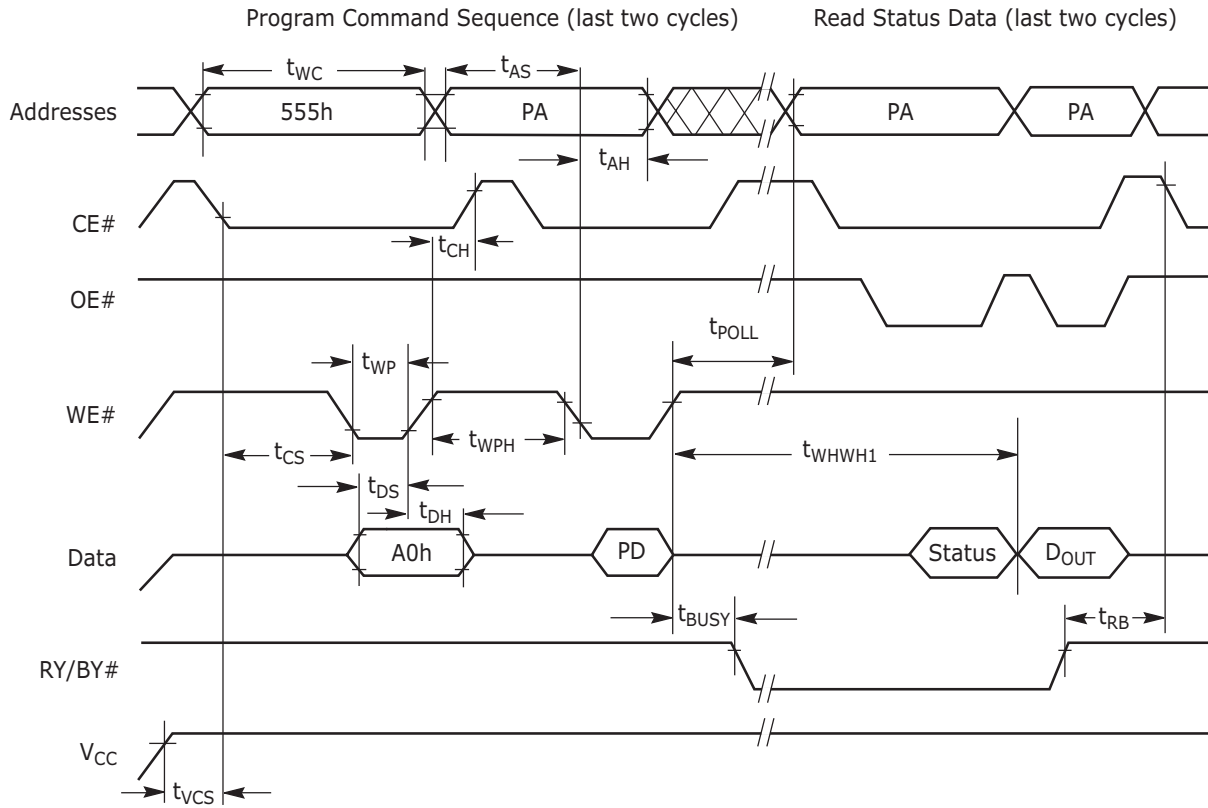 Program Command Sequence (last two cycles) Read Status Data (last two cycles)
tWC tAS
Addresses 555h PA PA PA
tAH
CE#
tCH
OE#
tPOLL
tWP
WE#
tWPH
tCS tWHWH1
tDS
tDH
Data A0h PD Status DOUT
tBUSY tRB
RY/BY#
VCC
tVCS